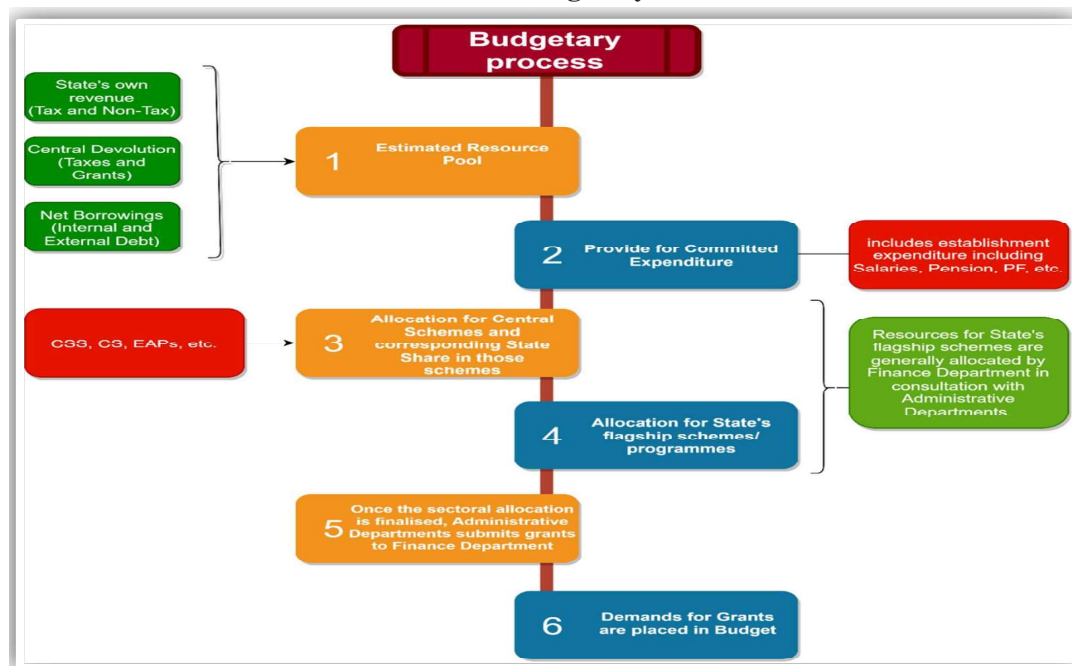 Budgetary
process
State's own
revenue
(Tax and Non-Tax)
Central Devolution
(Taxes and
Grants)
Net Borrowings
(Internal and
External Debt)
1
Estimated Resource
Pool
2
Provide for Committed
Expenditure
includes establishment
expenditure including
Salaries, Pension, PF, etc.
CSS, CS, EAPs, etc.
3
Allocation for Central
Schemes and
corresponding State
Share in those
schemes
Resources for State's
flagship schemes are
generally allocated by
Finance Department in
consultation with
Administrative
Departments.
4
Allocation for State's
flagship schemes/
programmes
5
Once the sectoral allocation
is finalised, Administrative
Departments submits grants
to Finance Department
6
Demands for Grants
are placed in Budget